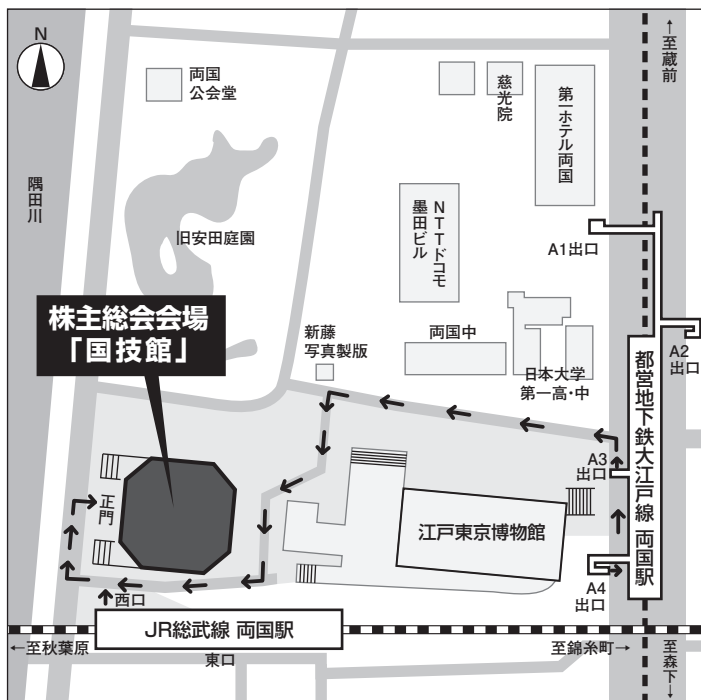 N
両国
公会堂
慈光院
第一ホテル両国
↑至蔵前
隅田川
旧安田庭園
NTTドコモ
墨田ビル
A1出口
株主総会会場
「国技館」
新藤
写真製版
両国中
日本大学
第一高・中
A2
出口
都営地下鉄大江戸線 両国駅
A3
出口
正門
江戸東京博物館
A4
出口
西口
JR総武線 両国駅
←至秋葉原
東口
至錦糸町→
至森下→